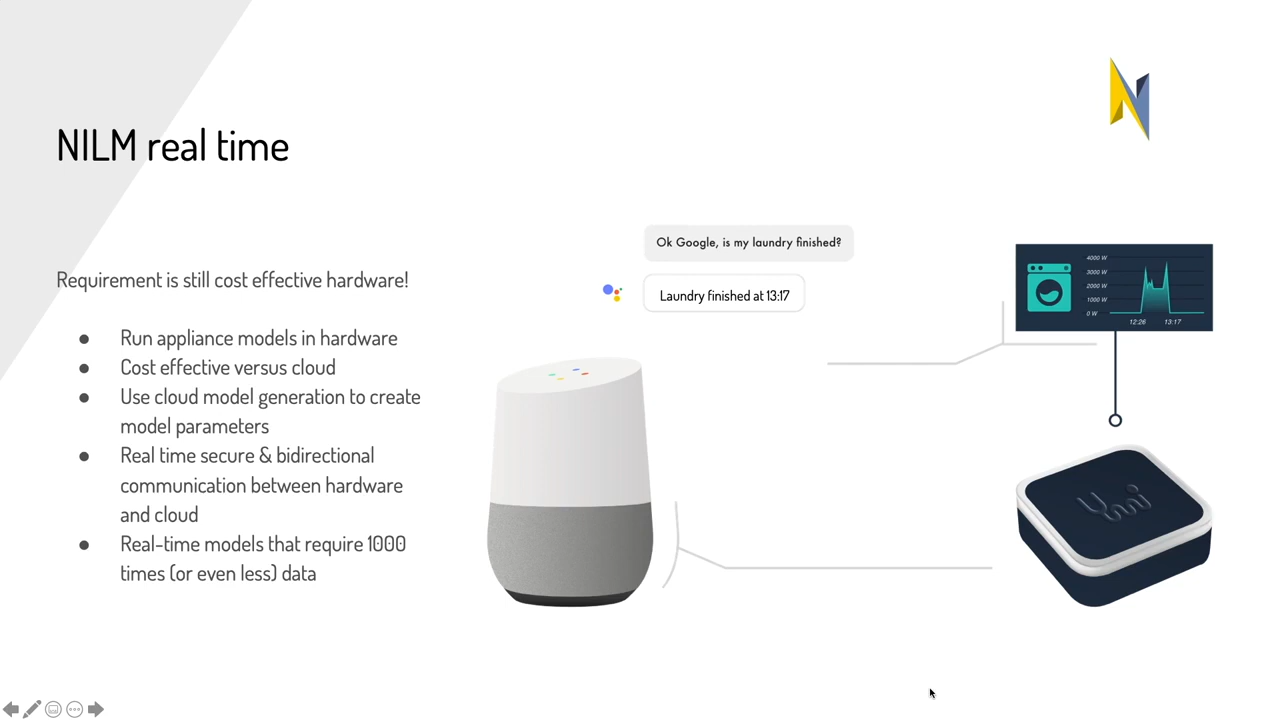 NILM real time
Requirement is still cost effective hardware!
● Run appliance models in hardware
● Cost effective versus cloud
● Use cloud model generation to create
model parameters
● Real time secure & bidirectional
communication between hardware
and cloud
● Real-time models that require 1000
times (or even less) data
Ok Google, is my laundry finished?
Laundry finished at 13:17
4000 W
3000 W
2000 W
1000 W
0 W
12:26 13:17